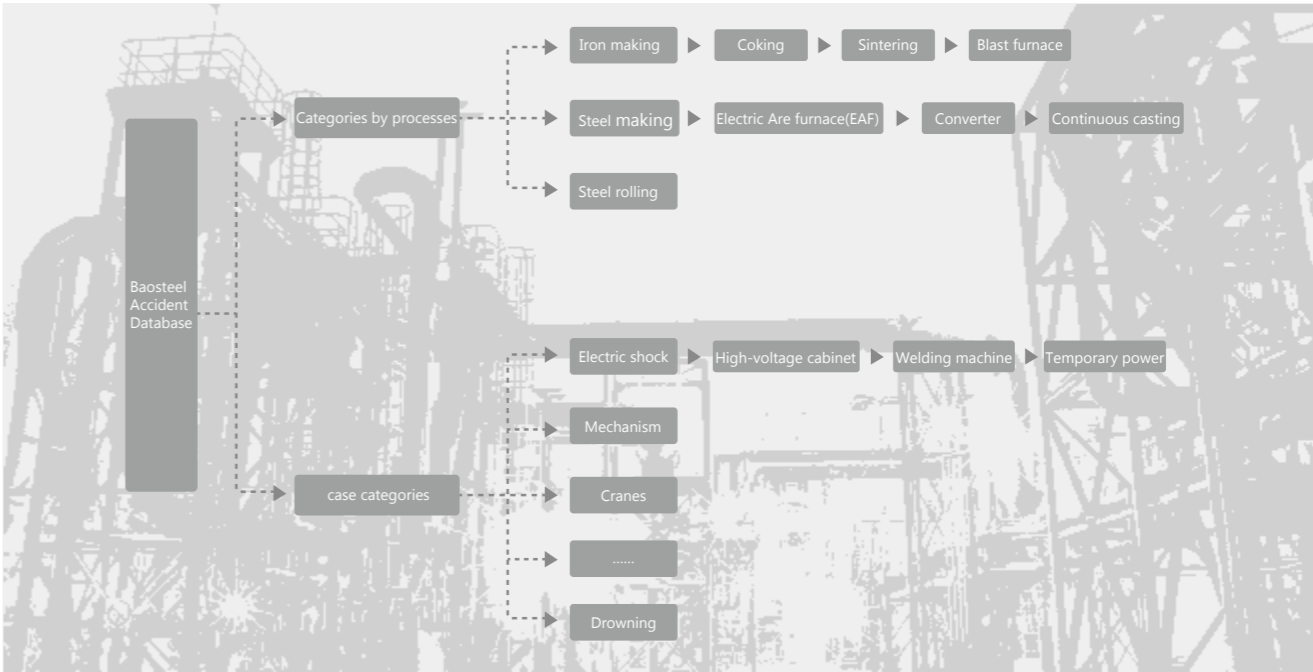 Iron making
Coking
Sintering
Blast furnace
Categories by processes
Steel making
Electric Are furnace(EAF)
Converter
Continuous casting
Steel rolling
Baosteel
Accident
Database
Electric shock
High-voltage cabinet
Welding machine
Temporary power
Mechanism
case categories
Cranes
......
Drowning